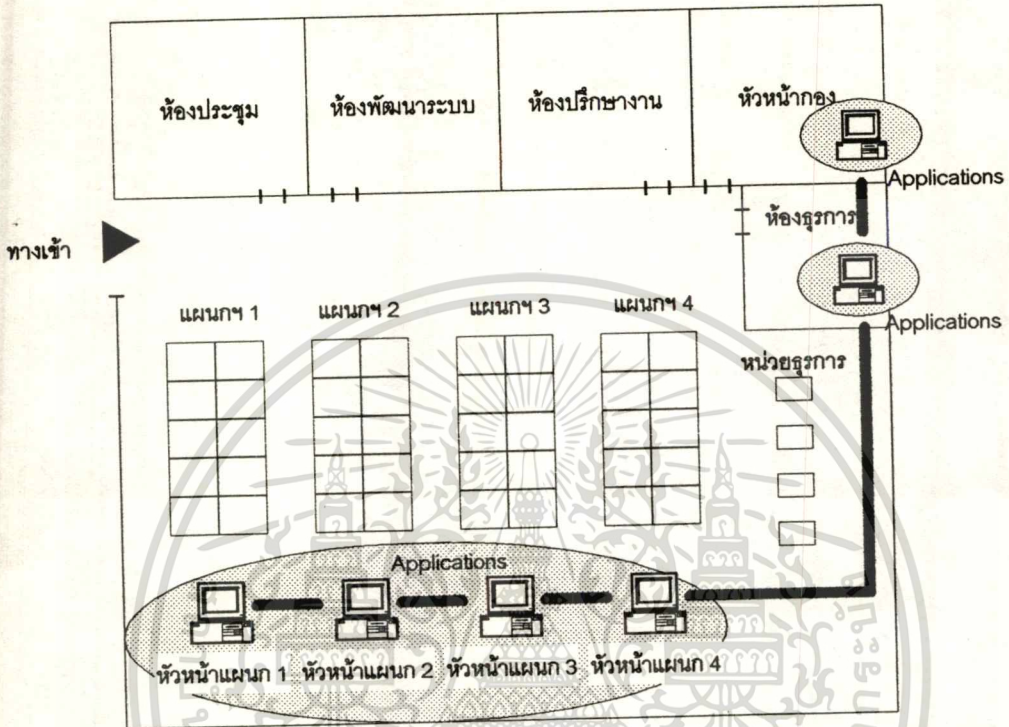 ห้องประชุม ห้องพัฒนาระบบ ห้องปรึกษางาน หัวหน้ากอง
Applications
ห้องธุรการ
ทางเข้า
Applications
แผนกฯ 1 แผนกฯ 2 แผนกฯ 3 แผนกฯ 4
หน่วยธุรการ
Applications
หัวหน้าแผนก 1 หัวหน้าแผนก 2 หัวหน้าแผนก 3 หัวหน้าแผนก 4